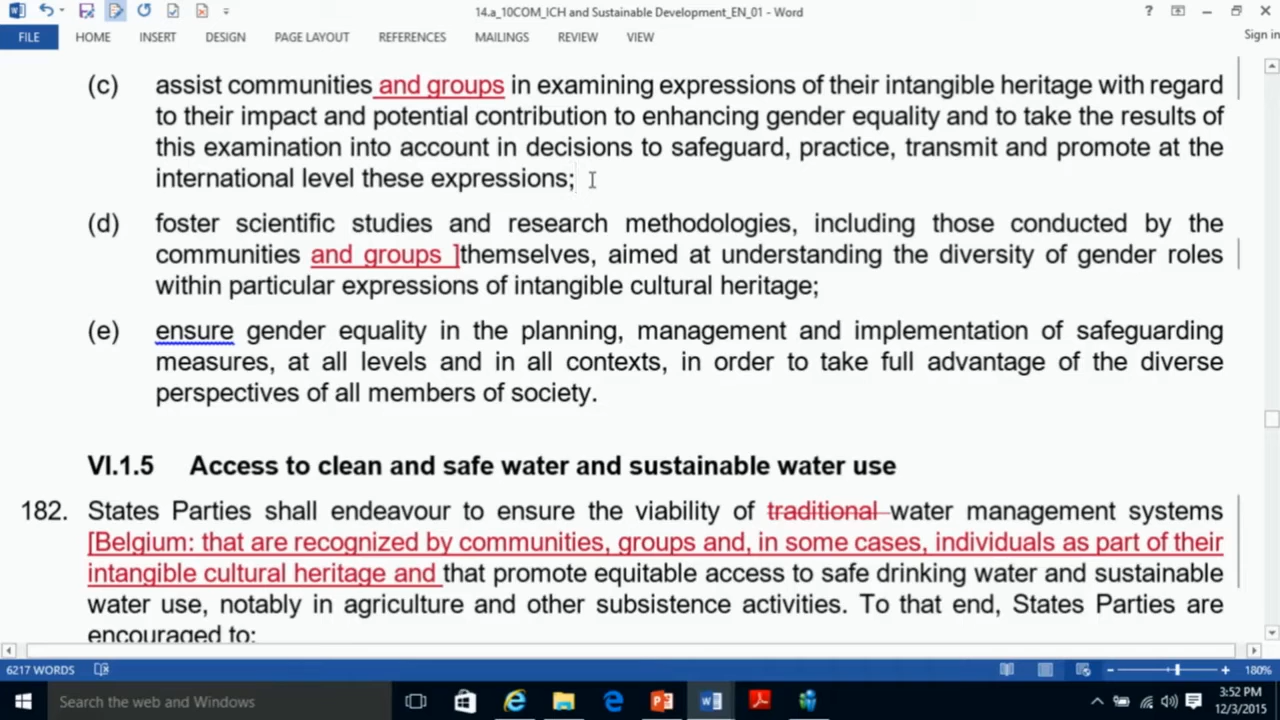 14.a_10COM_ICH and Sustainable Development_EN_01 - Word
FILE HOME INSERT DESIGN PAGE LAYOUT REFERENCES MAILINGS REVIEW VIEW Sign in
(c) assist communities and groups in examining expressions of their intangible heritage with regard
to their impact and potential contribution to enhancing gender equality and to take the results of
this examination into account in decisions to safeguard, practice, transmit and promote at the
international level these expressions;
(d) foster scientific studies and research methodologies, including those conducted by the
communities and groups ]themselves, aimed at understanding the diversity of gender roles
within particular expressions of intangible cultural heritage;
(e) ensure gender equality in the planning, management and implementation of safeguarding
measures, at all levels and in all contexts, in order to take full advantage of the diverse
perspectives of all members of society.
VI.1.5 Access to clean and safe water and sustainable water use
182. States Parties shall endeavour to ensure the viability of traditional water management systems
[Belgium: that are recognized by communities, groups and, in some cases, individuals as part of their
intangible cultural heritage and that promote equitable access to safe drinking water and sustainable
water use, notably in agriculture and other subsistence activities. To that end, States Parties are
encouraged to:
6217 WORDS 180%
Search the web and Windows
3:52 PM
12/3/2015